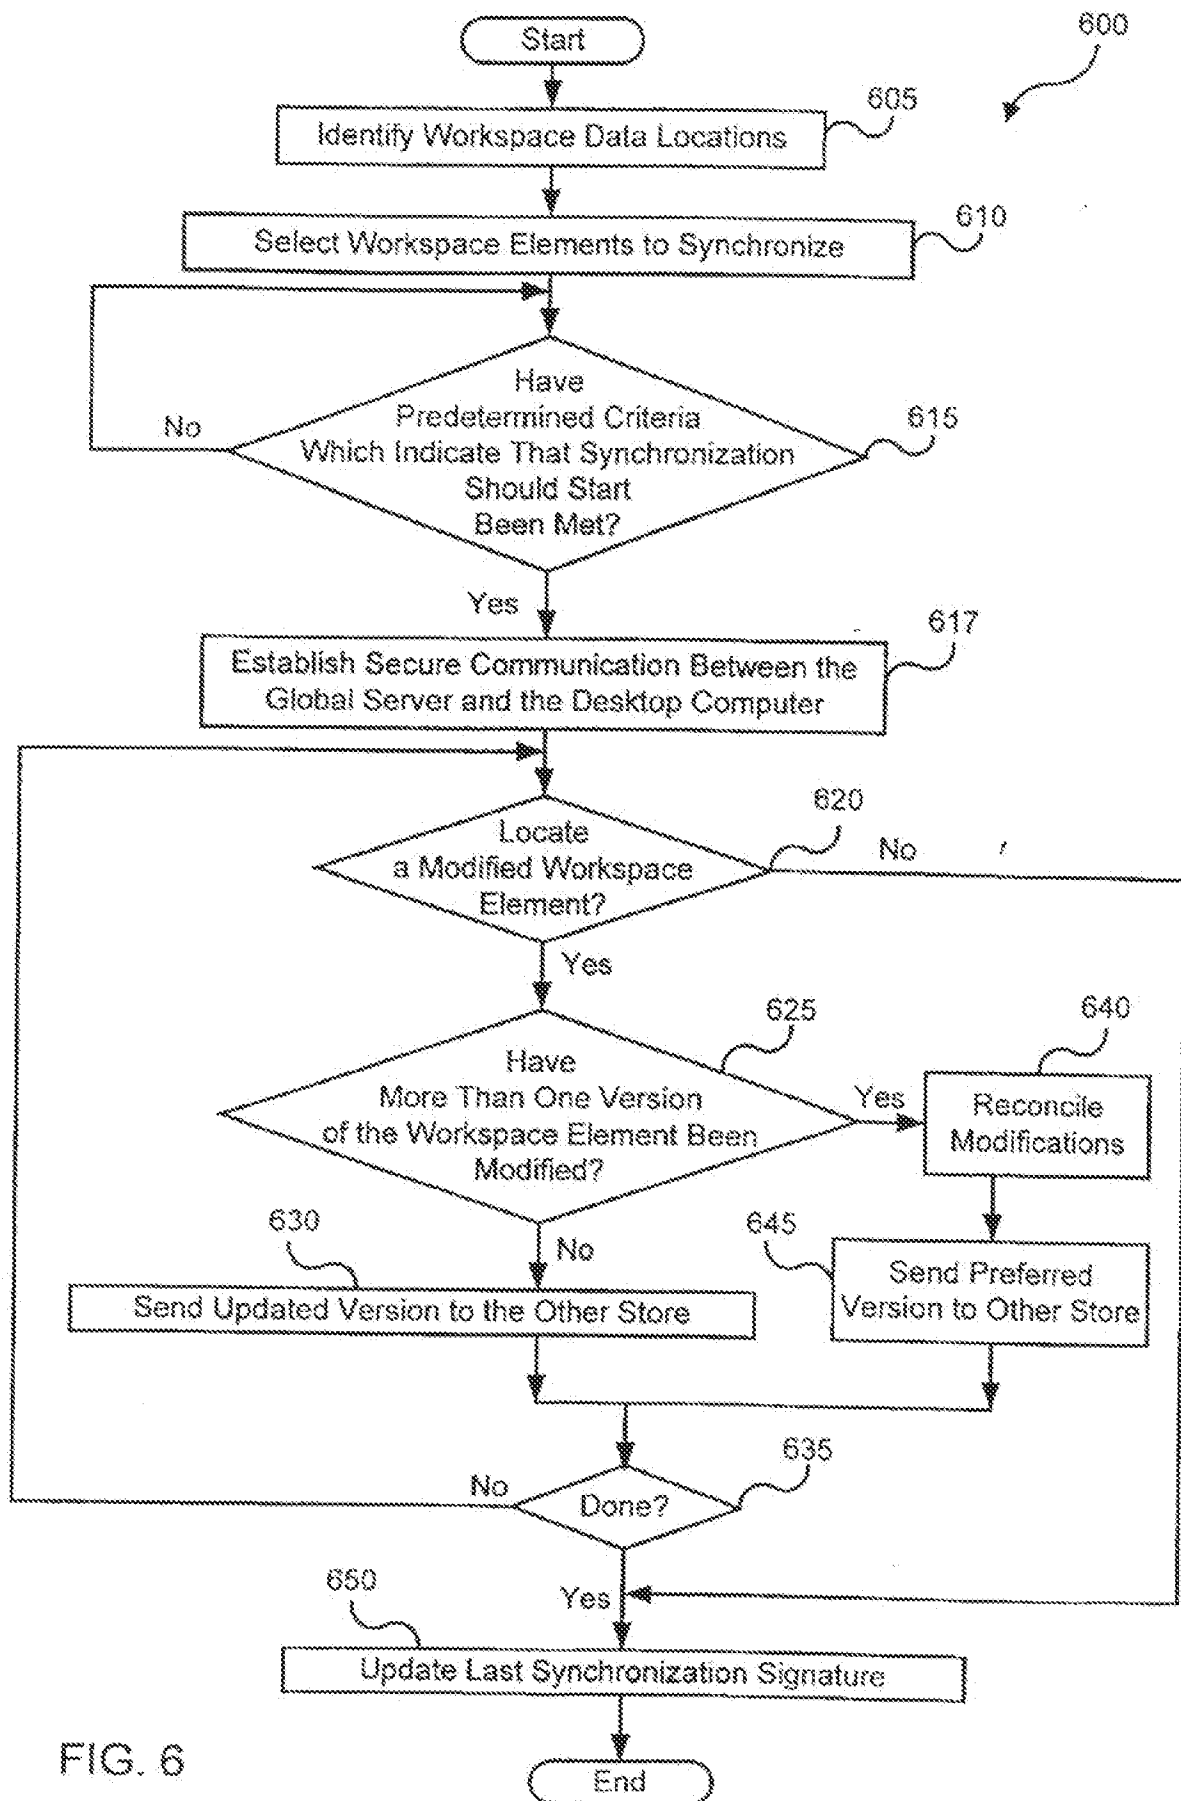 Start
600
605
Identify Workspace Data Locations
610
Select Workspace Elements to Synchronize
Have
Predetermined Criteria
Which Indicate That Synchronization
Should Start
Been Met?
615
No
Yes
617
Establish Secure Communication Between the
Global Server and the Desktop Computer
620
Locate
a Modified Workspace
Element?
No
Yes
625
640
Have
More Than One Version
of the Workspace Element Been
Modified?
Yes
Reconcile
Modifications
630
No
645
Send Updated Version to the Other Store
Send Preferred
Version to Other Store
635
No
Done?
650
Yes
Update Last Synchronization Signature
FIG. 6
End